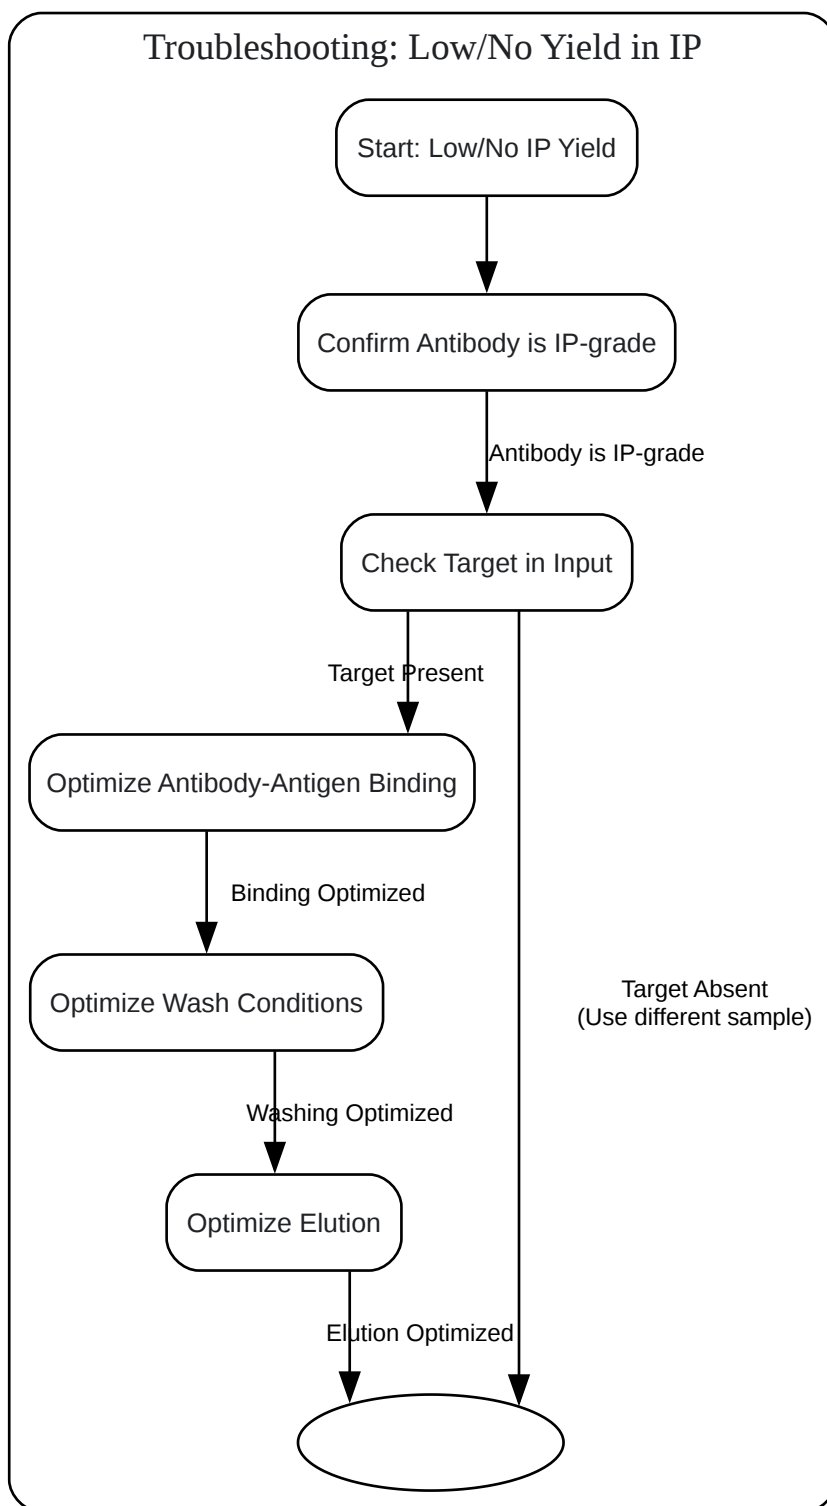 Troubleshooting: Low/No Yield in IP
Start: Low/No IP Yield
Confirm Antibody is IP-grade
Antibody is IP-grade
Check Target in Input
Target Present
Optimize Antibody-Antigen Binding
Binding Optimized
Optimize Wash Conditions
Target Absent
(Use different sample)
Washing Optimized
Optimize Elution
Elution Optimized